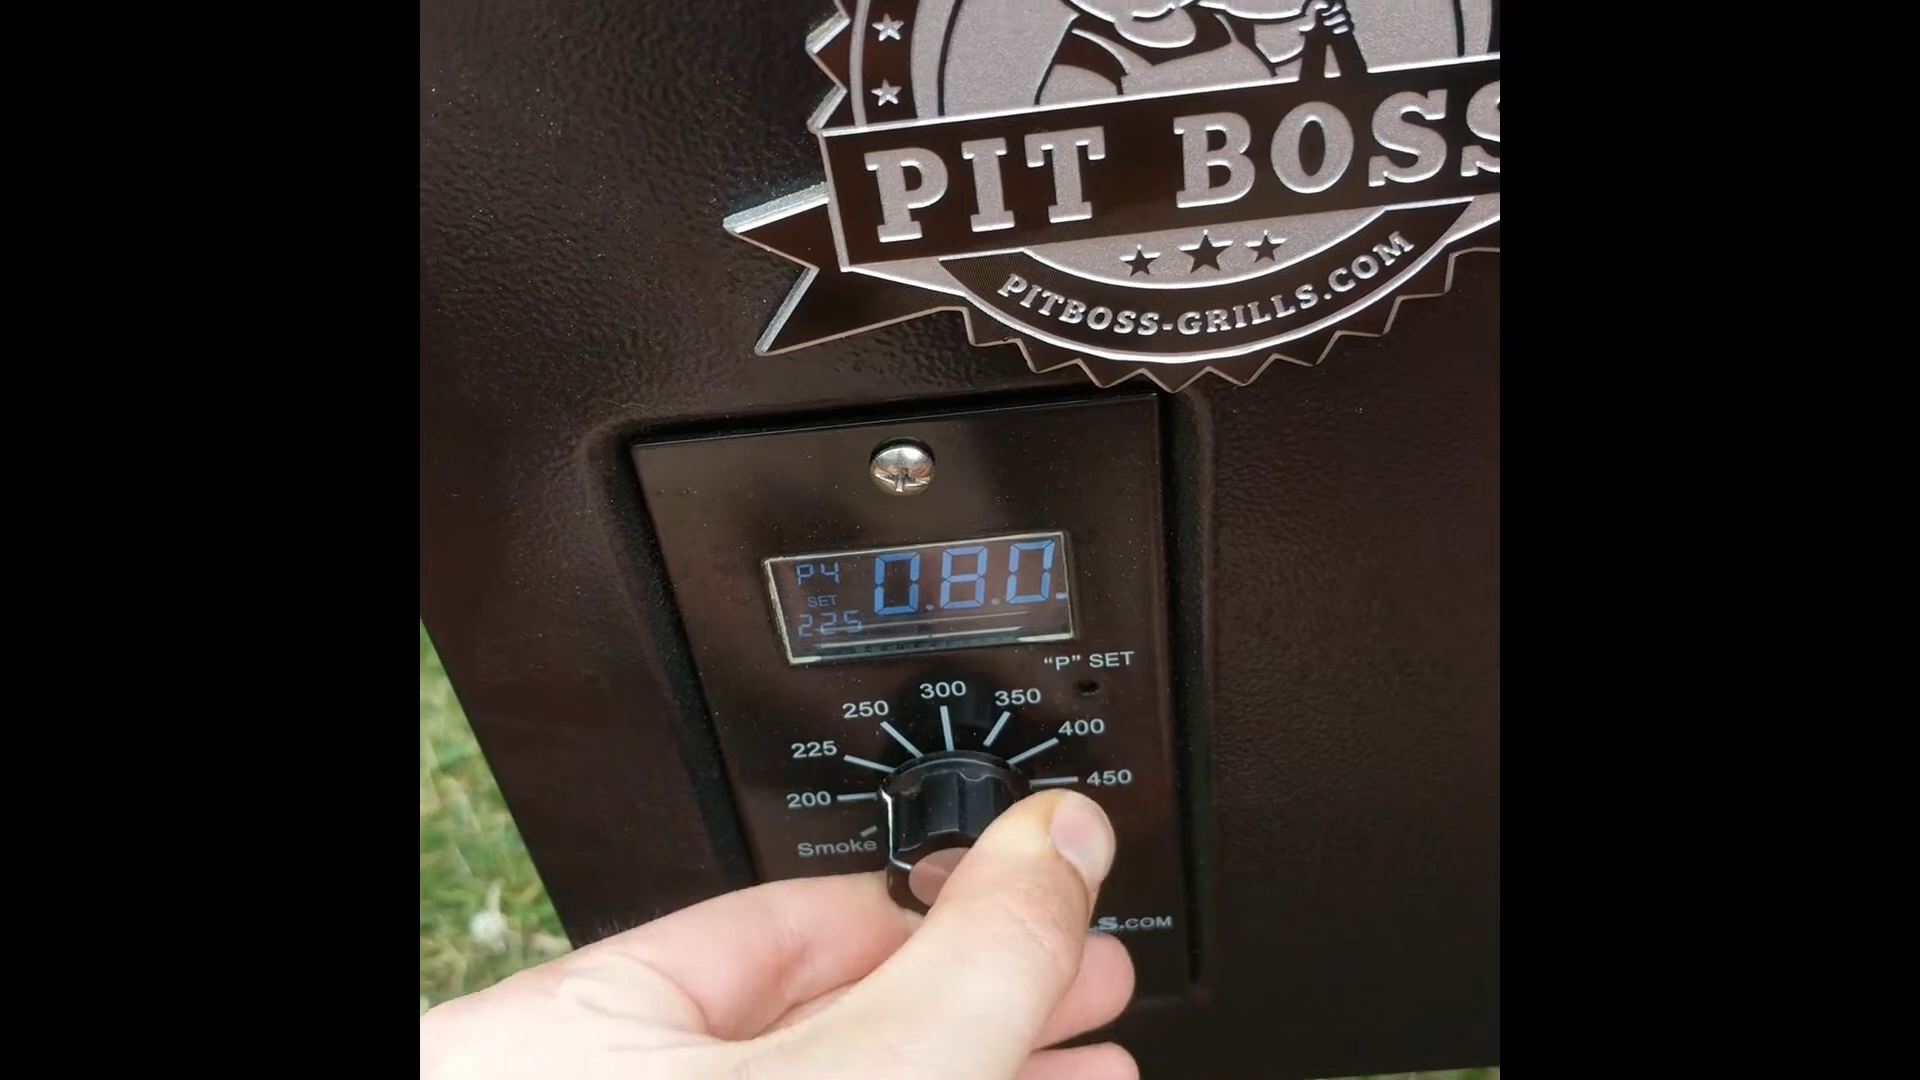 PIT BOSS
PITBOSS-GRILLS.COM
P4
SET
225
0.8.0.
"P" SET
200
225
250
300
350
400
450
Smoke
LS.COM